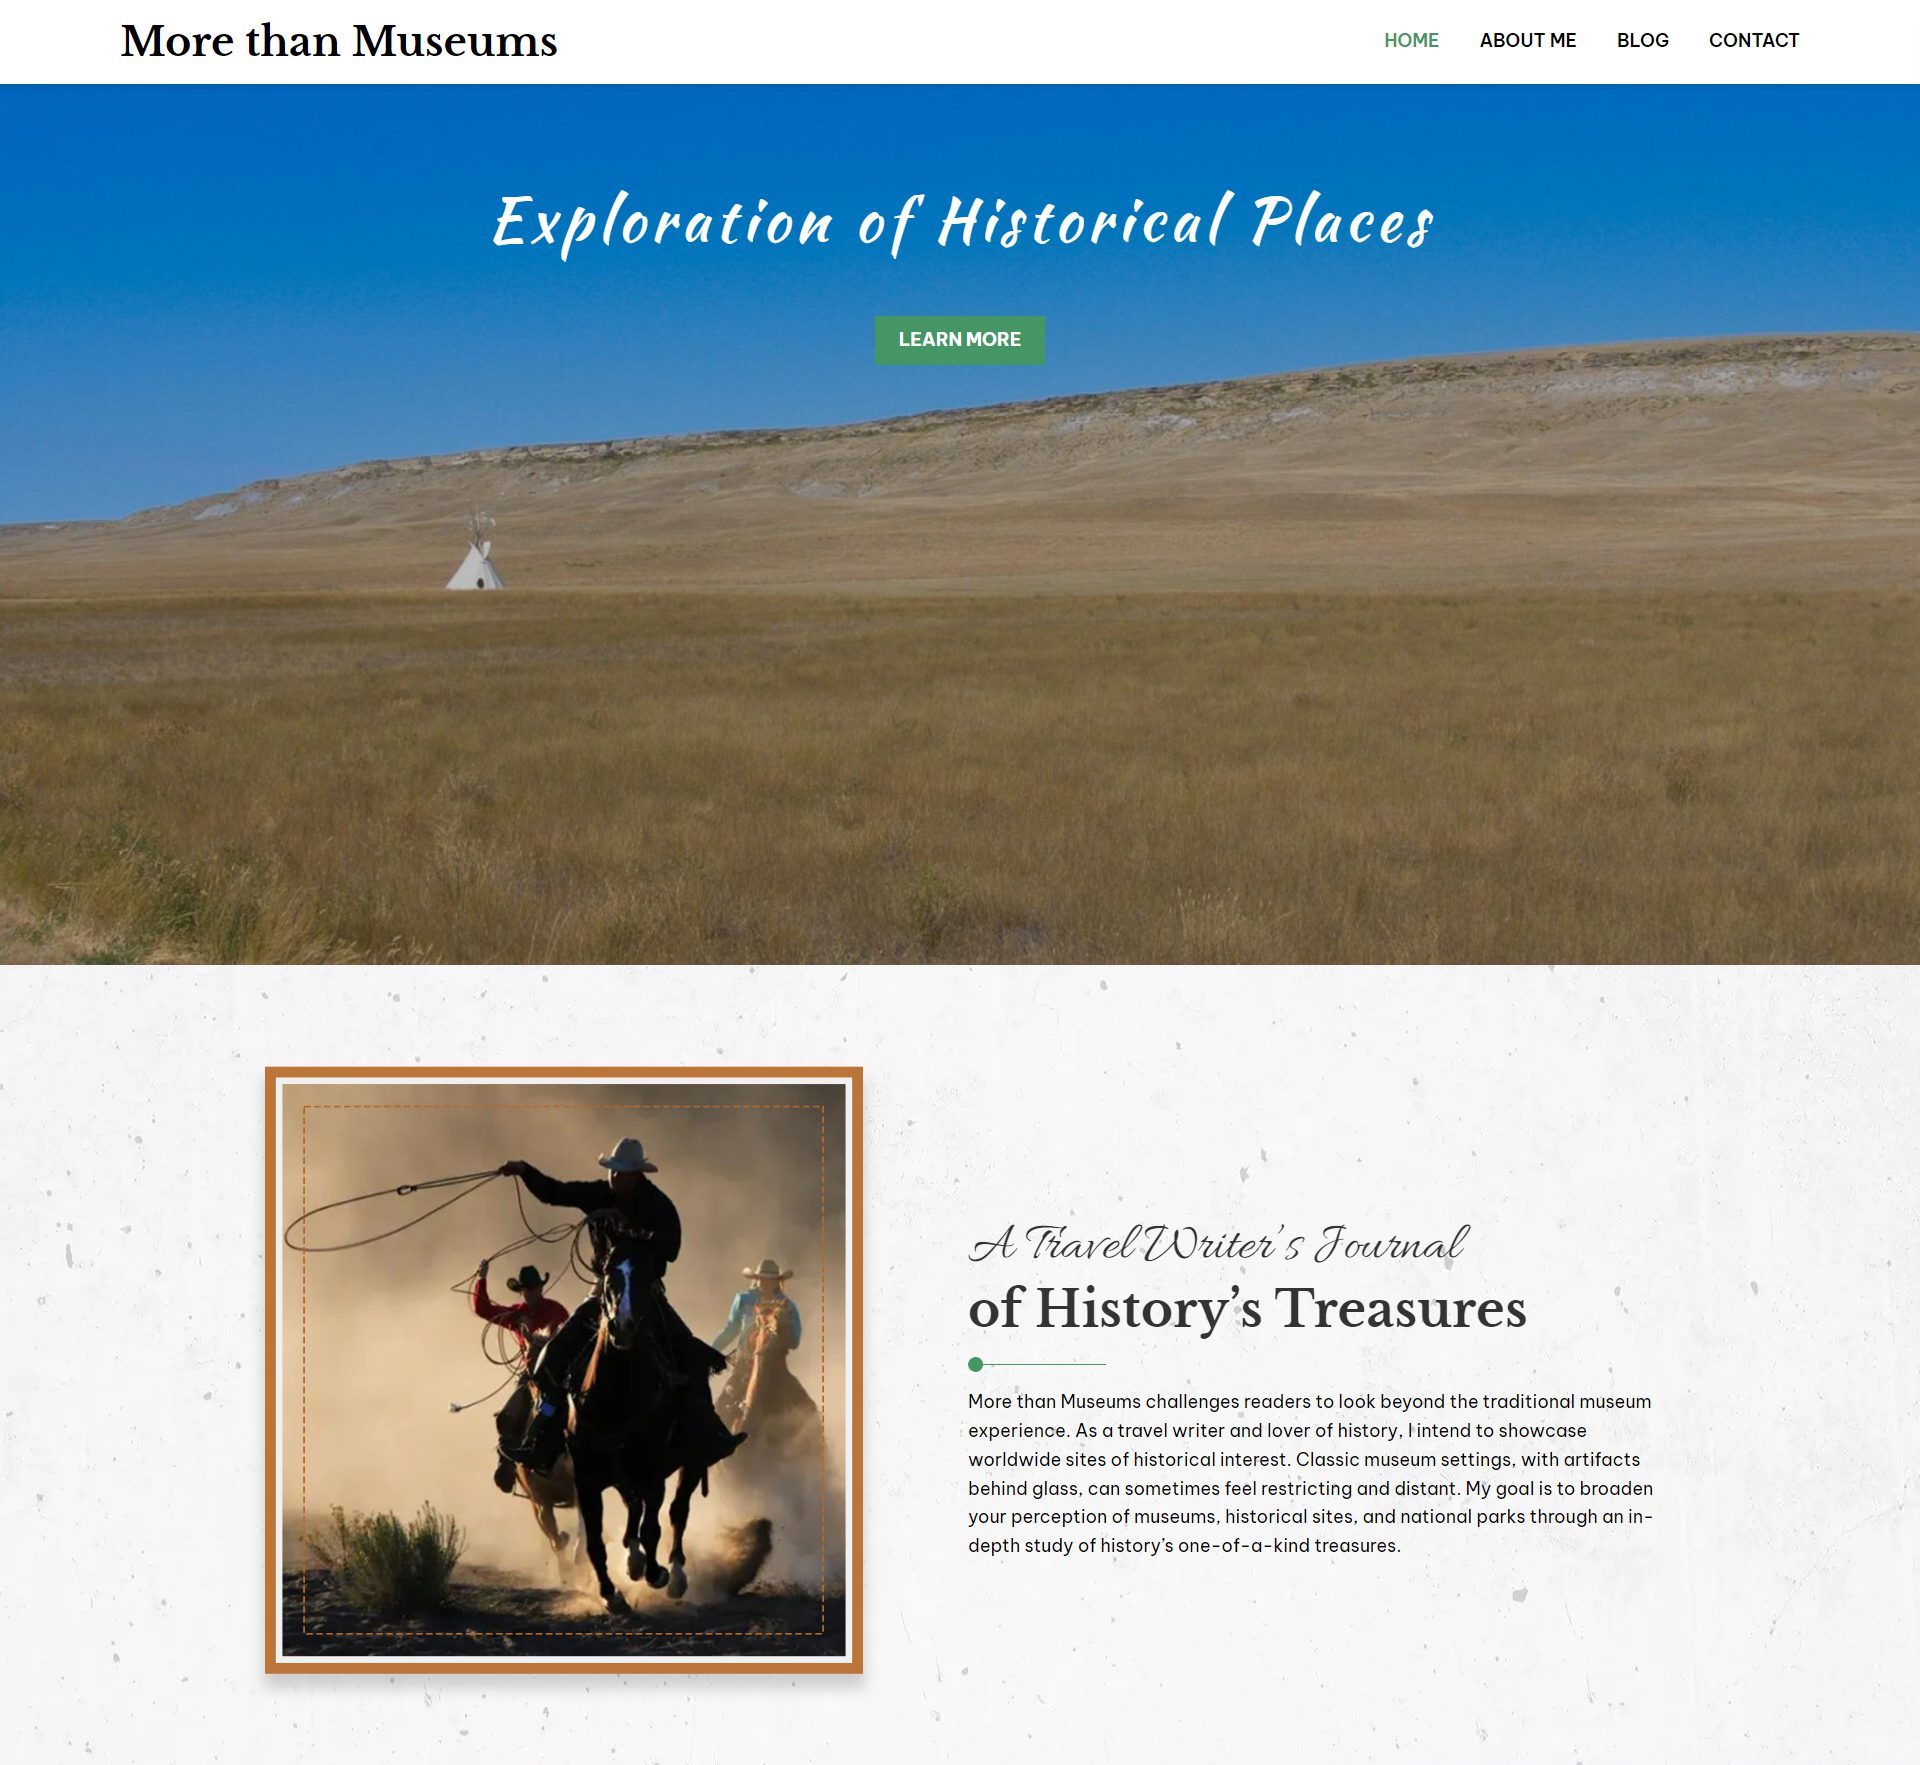 More than Museums
HOME ABOUT ME BLOG CONTACT
Exploration of Historical Places
LEARN MORE
A Travel Writer’s Journal
of History’s Treasures
More than Museums challenges readers to look beyond the traditional museum
experience. As a travel writer and lover of history, I intend to showcase
worldwide sites of historical interest. Classic museum settings, with artifacts
behind glass, can sometimes feel restricting and distant. My goal is to broaden
your perception of museums, historical sites, and national parks through an in-
depth study of history’s one-of-a-kind treasures.